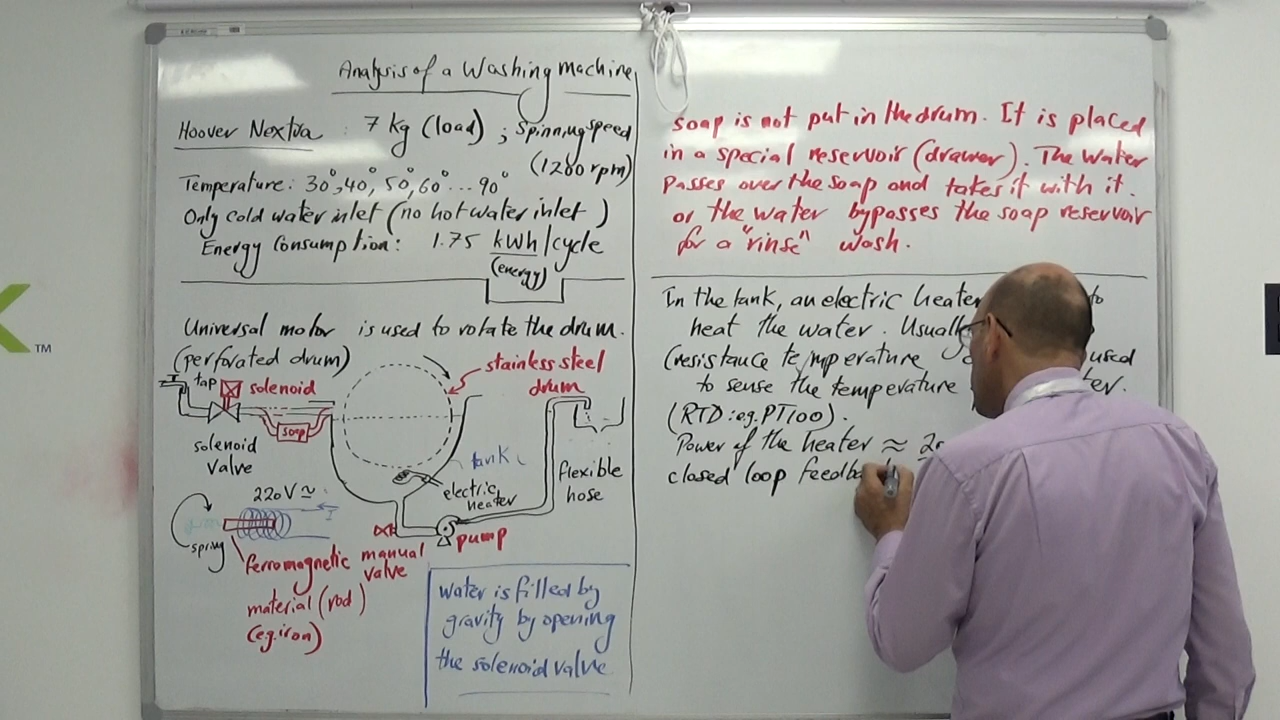 Analysis of a Washing machine
Hoover Nextra : 7 kg (load) ; Spinning speed
(1200 rpm)
Temperature: 30°, 40°, 50°, 60° ... 90°
Only cold water inlet (no hot water inlet )
Energy Consumption: 1.75 kWh/cycle
(energy)
Universal motor is used to rotate the drum.
(perforated drum)
stainless steel
drum
tap
solenoid
soap
solenoid
valve
tank
electric
heater
flexible
hose
220V ≃
I
spring
ferromagnetic
material (rod)
(e.g. iron)
manual
valve
pump
water is filled by
gravity by opening
the solenoid valve
soap is not put in the drum. It is placed
in a special reservoir (drawer). The water
passes over the soap and takes it with it.
or the water bypasses the soap reservoir
for a "rinse" wash.
In the tank, an electric heater to
heat the water. Usually
(resistance temperature used
to sense the temperature
(RTD: e.g. PT100).
Power of the heater ≈
closed loop
TM